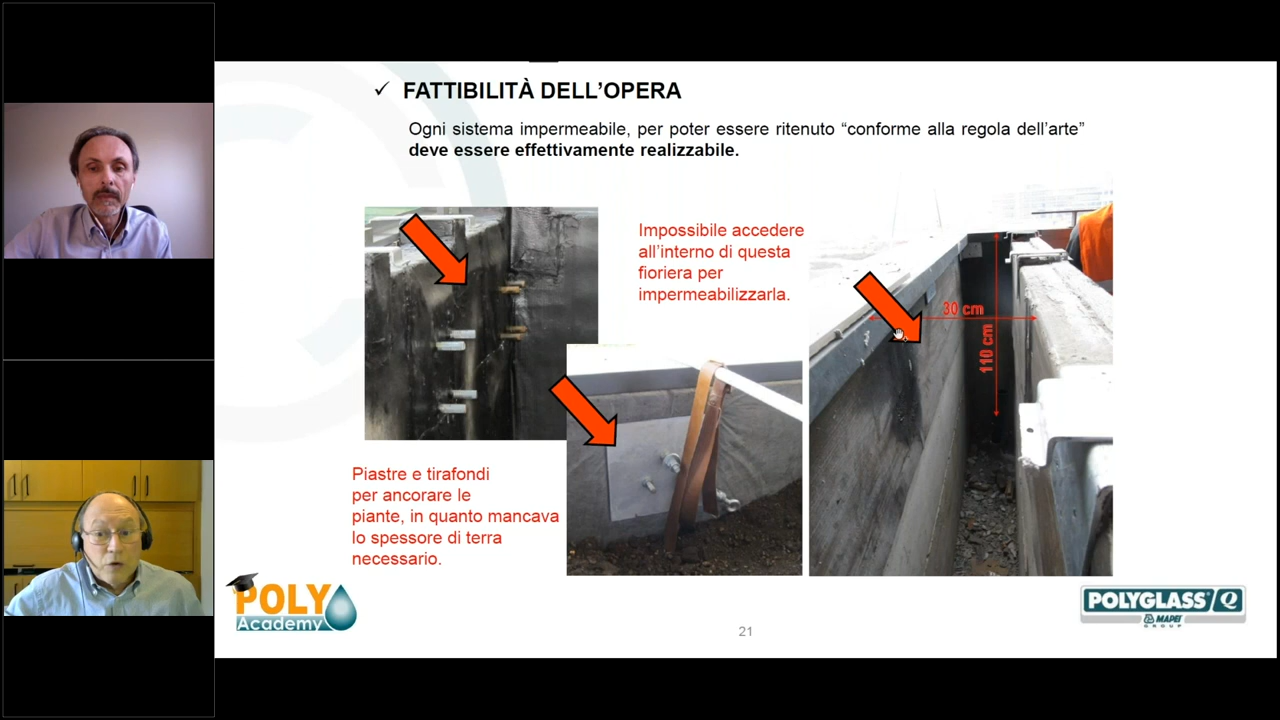 ✓ FATTIBILITÀ DELL’OPERA
Ogni sistema impermeabile, per poter essere ritenuto “conforme alla regola dell’arte”
deve essere effettivamente realizzabile.
Impossibile accedere
all’interno di questa
fioriera per
impermeabilizzarla.
30 cm
110 cm
Piastre e tirafondi
per ancorare le
piante, in quanto mancava
lo spessore di terra
necessario.
POLY
Academy
POLYGLASS
MAPEI
GROUP
21